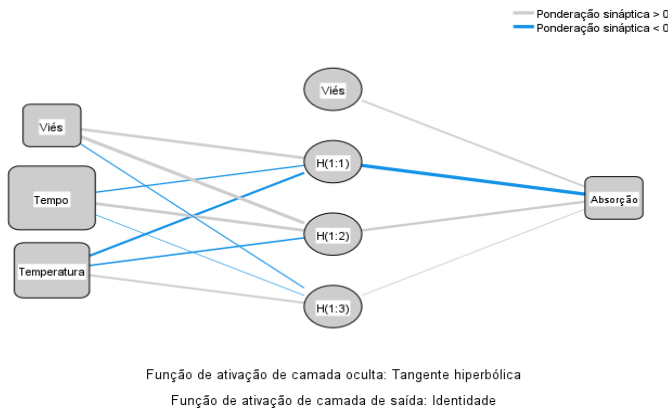 Ponderação sináptica > 0
Ponderação sináptica < 0
Viés
Viés
H(1:1)
Tempo
Absorção
H(1:2)
Temperatura
H(1:3)
Função de ativação de camada oculta: Tangente hiperbólica
Função de ativação de camada de saída: Identidade